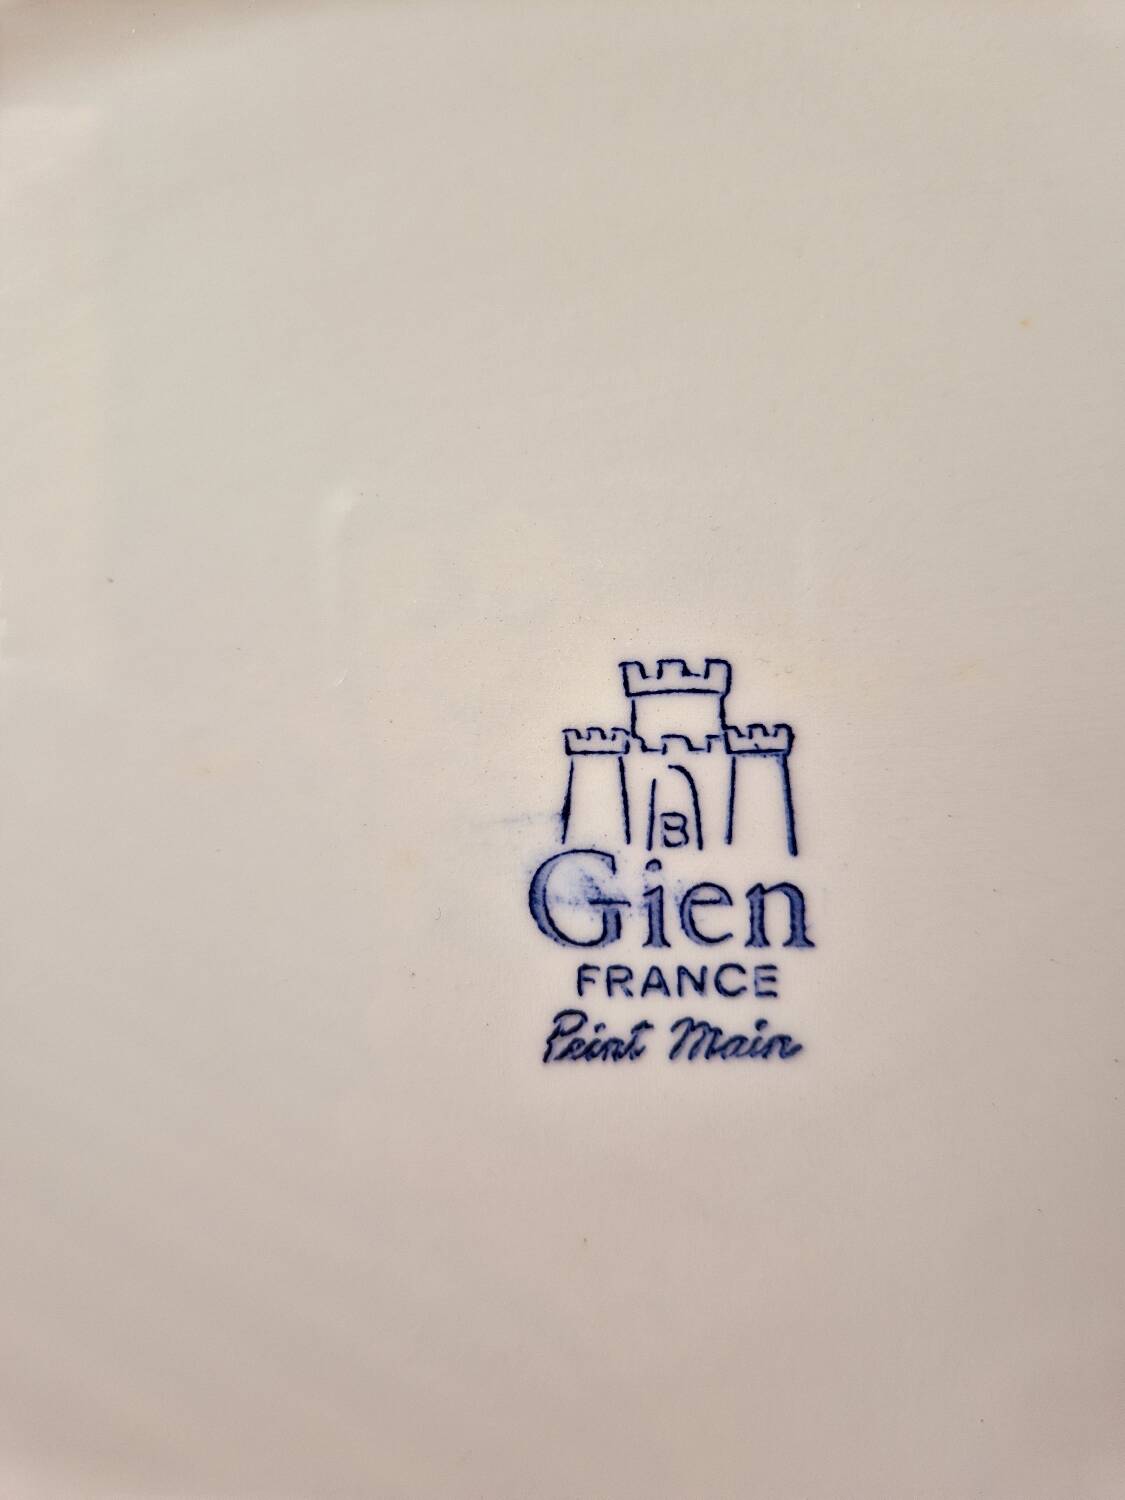 B
Gien
FRANCE
Peint Main